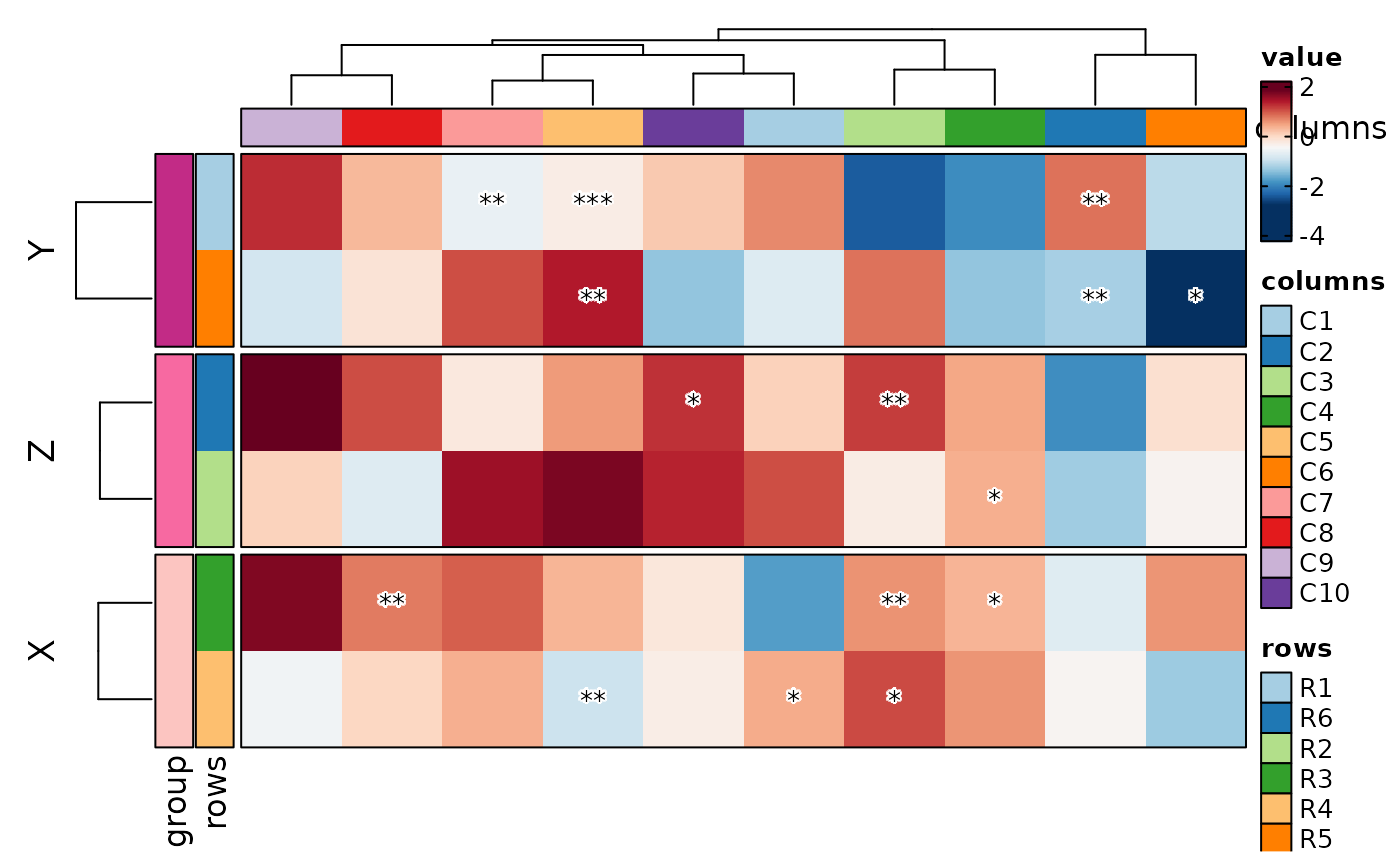 value
2
columns
0
-2
-4
columns
C1
C2
C3
C4
C5
C6
C7
C8
C9
C10
rows
R1
R6
R2
R3
R4
R5
Y
** *** **
** ** *
Z
* **
*
X
** ** *
** * *
group
rows